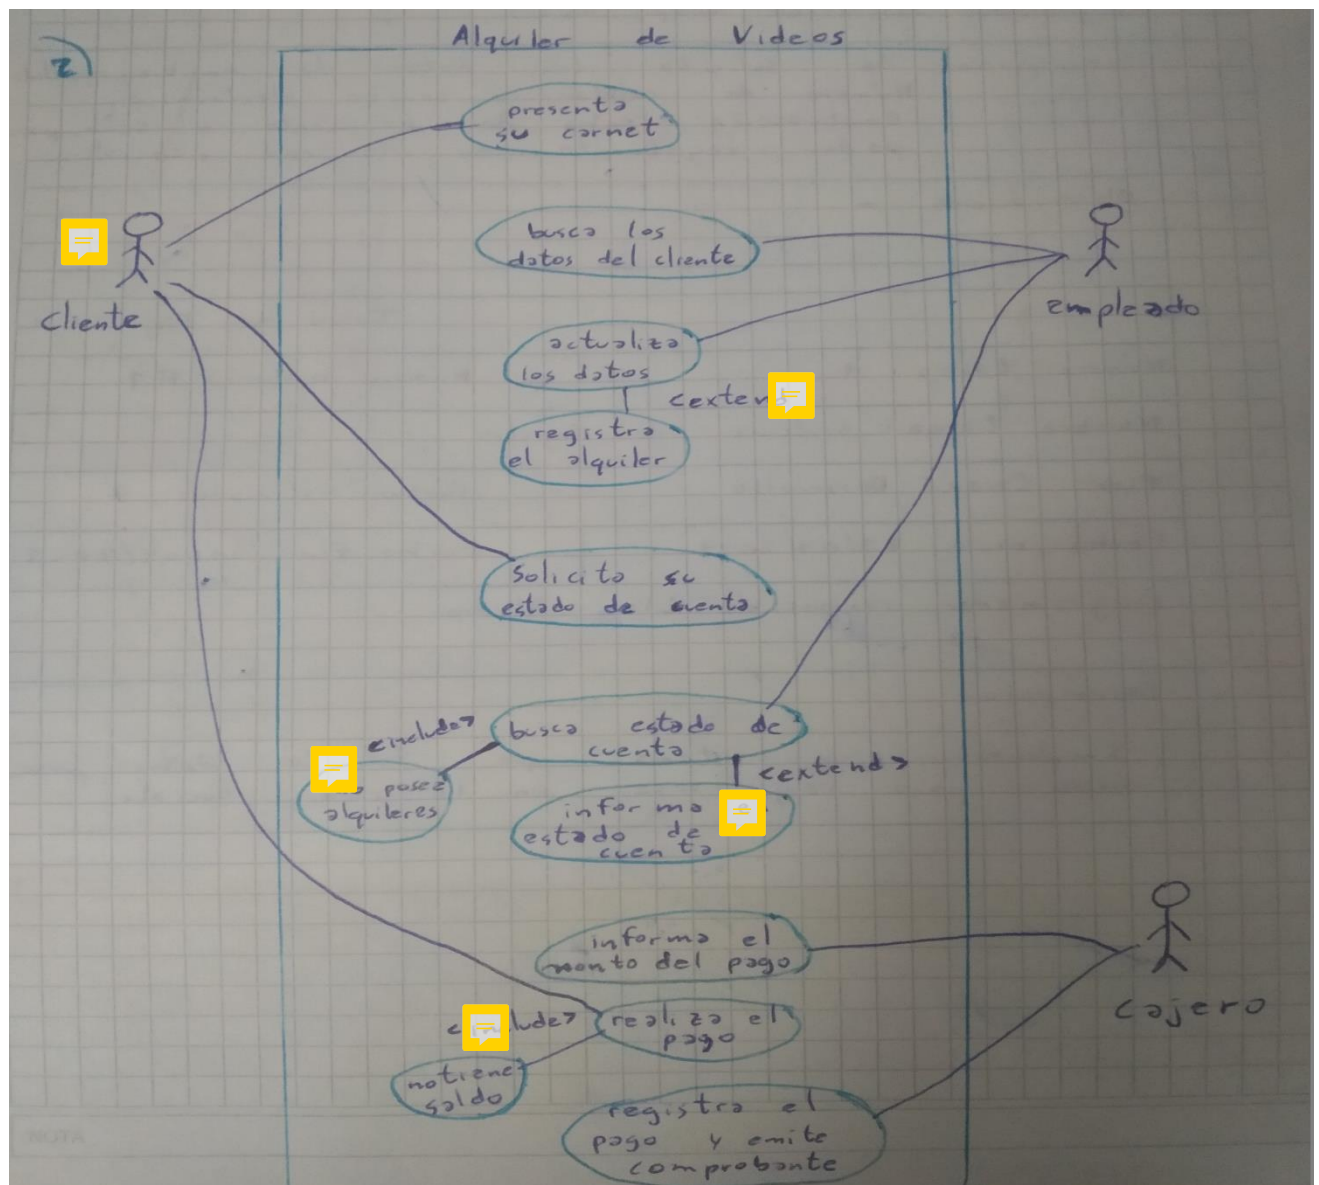 Alquiler de Videos
2)
presenta
su carnet
busca los
datos del cliente
Cliente
empleado
actualiza
los datos
registra
el alquiler
Solicita su
estado de cuenta
<include>
busca estado de
cuenta
<extend>
posee
alquileres
informa
estado de
cuenta
informa el
monto del pago
cajero
realiza el
pago
no tiene
saldo
registra el
pago y emite
comprobante
NOTA